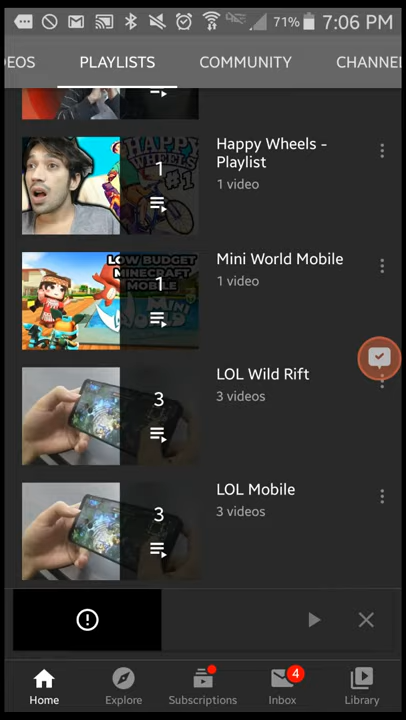 71% 7:06 PM
EOS PLAYLISTS COMMUNITY CHANNE
HAPPY
WHEELS
#1
1
Happy Wheels -
Playlist
1 video
LOW BUDGET
MINECRAFT
MOBILE
MINI
1
Mini World Mobile
1 video
3
LOL Wild Rift
3 videos
3
LOL Mobile
3 videos
4
Home Explore Subscriptions Inbox Library